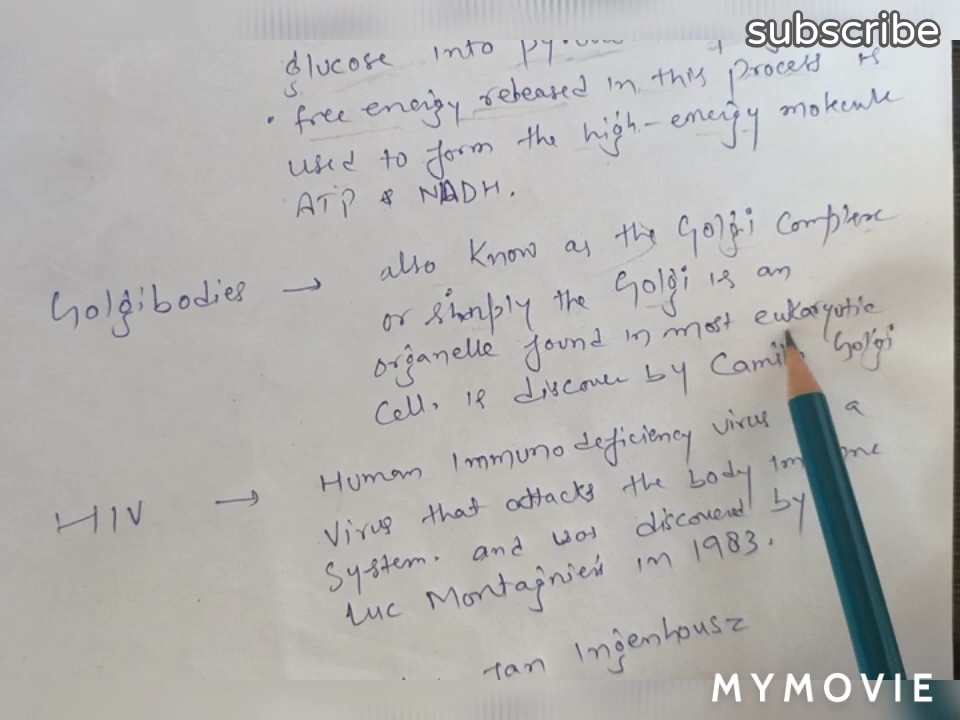 subscribe
glucose into
• free energy rebeased in this process is
used to form the high-energy molecule
ATP & NADH.
Golgibodies → also know as the Golgi Complex
or simply the Golgi is an
organelle found in most eukaryotic
Cell. is discover by Golgi
HIV → Human Immuno deficiency virus a
Virus that attacks the body
System. and was discovered by
Luc Montagnier in 1983.
Jan Ingenhousz
MYMOVIE